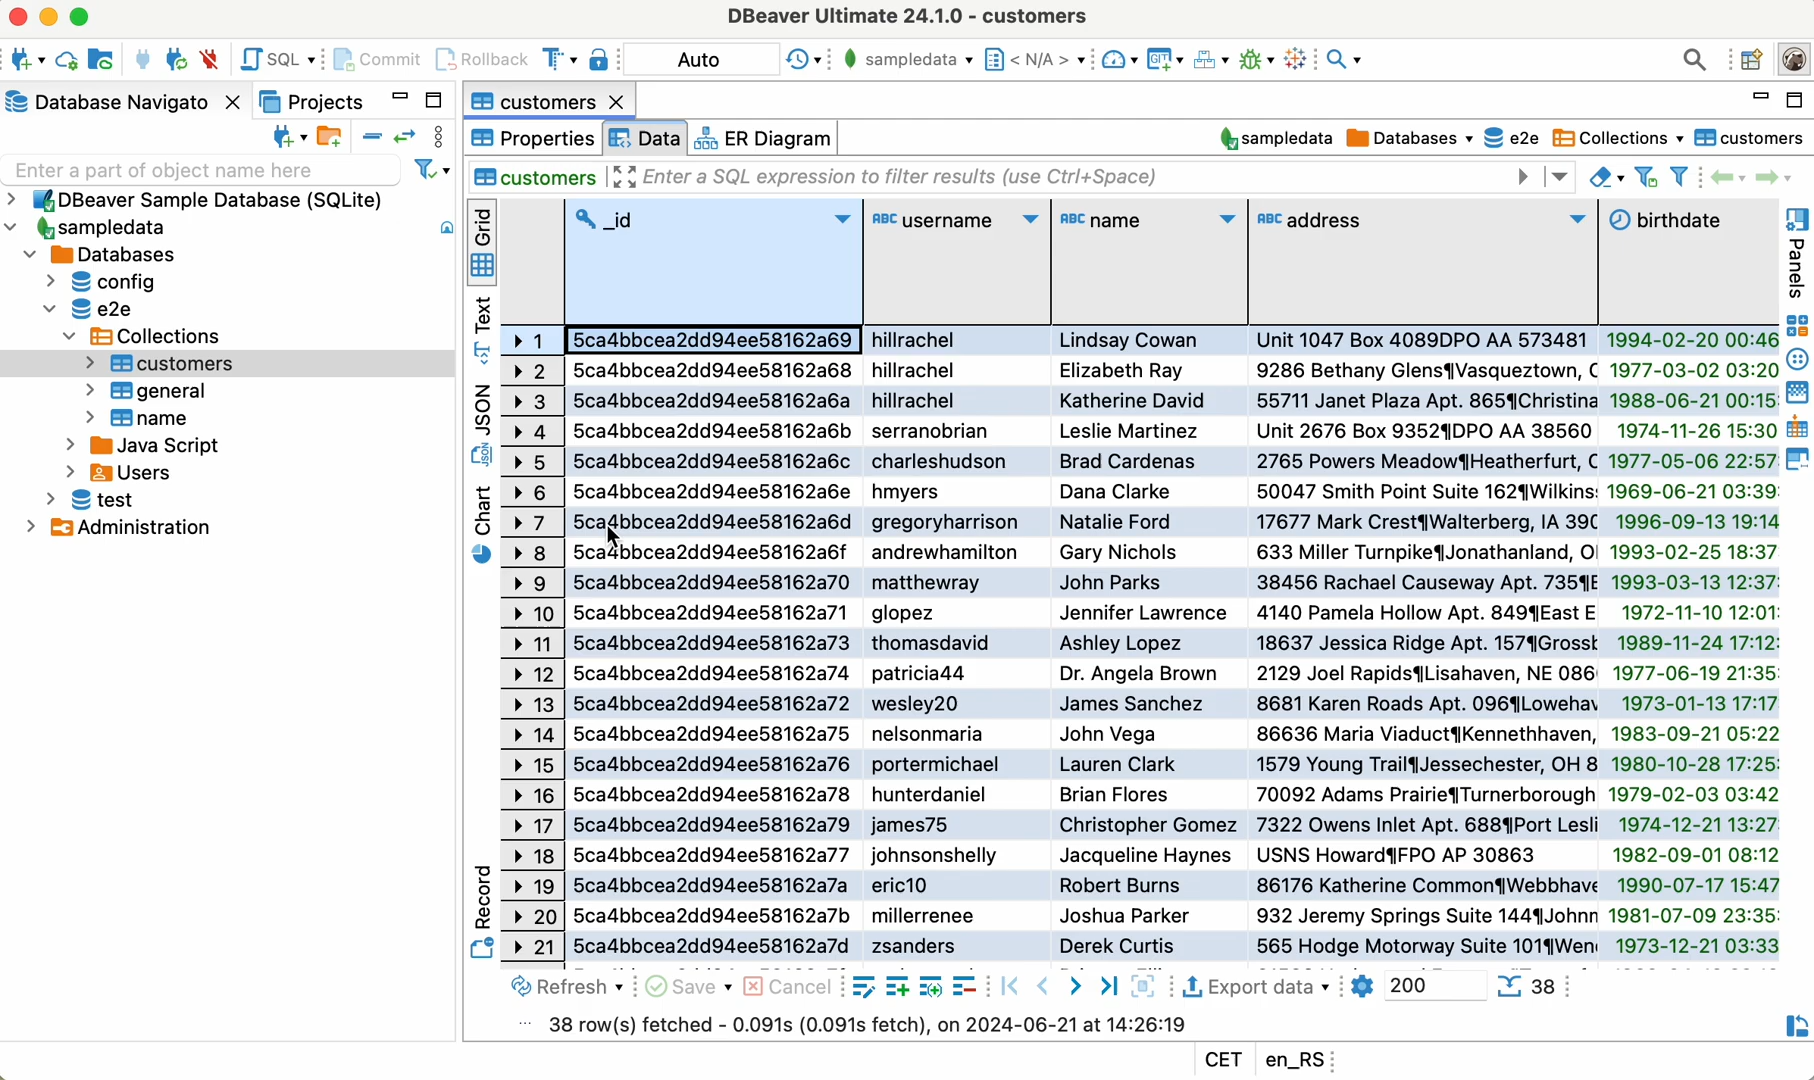 DBeaver Ultimate 24.1.0 - customers
SQL Commit Rollback Auto sampledata < N/A >
Database Navigato Projects
Enter a part of object name here
DBeaver Sample Database (SQLite)
sampledata
Databases
config
e2e
Collections
customers
general
name
Java Script
Users
test
Administration
customers
Properties Data ER Diagram sampledata Databases e2e Collections customers
customers Enter a SQL expression to filter results (use Ctrl+Space)
Grid
Text
JSON
Chart
Record
_id ABC username ABC name ABC address birthdate
1 5ca4bbcea2dd94ee58162a69 hillrachel Lindsay Cowan Unit 1047 Box 4089DPO AA 573481 1994-02-20 00:46
2 5ca4bbcea2dd94ee58162a68 hillrachel Elizabeth Ray 9286 Bethany Glens¶Vasqueztown, C 1977-03-02 03:20
3 5ca4bbcea2dd94ee58162a6a hillrachel Katherine David 55711 Janet Plaza Apt. 865¶Christina 1988-06-21 00:15:
4 5ca4bbcea2dd94ee58162a6b serranobrian Leslie Martinez Unit 2676 Box 9352¶DPO AA 38560 1974-11-26 15:30
5 5ca4bbcea2dd94ee58162a6c charleshudson Brad Cardenas 2765 Powers Meadow¶Heatherfurt, C 1977-05-06 22:57:
6 5ca4bbcea2dd94ee58162a6e hmyers Dana Clarke 50047 Smith Point Suite 162¶Wilkins: 1969-06-21 03:39:
7 5ca4bbcea2dd94ee58162a6d gregoryharrison Natalie Ford 17677 Mark Crest¶Walterberg, IA 390 1996-09-13 19:14
8 5ca4bbcea2dd94ee58162a6f andrewhamilton Gary Nichols 633 Miller Turnpike¶Jonathanland, O 1993-02-25 18:37:
9 5ca4bbcea2dd94ee58162a70 matthewray John Parks 38456 Rachael Causeway Apt. 735¶E 1993-03-13 12:37:
10 5ca4bbcea2dd94ee58162a71 glopez Jennifer Lawrence 4140 Pamela Hollow Apt. 849¶East E 1972-11-10 12:01:
11 5ca4bbcea2dd94ee58162a73 thomasdavid Ashley Lopez 18637 Jessica Ridge Apt. 157¶Grossb 1989-11-24 17:12:
12 5ca4bbcea2dd94ee58162a74 patricia44 Dr. Angela Brown 2129 Joel Rapids¶Lisahaven, NE 086 1977-06-19 21:35:
13 5ca4bbcea2dd94ee58162a72 wesley20 James Sanchez 8681 Karen Roads Apt. 096¶Lowehav 1973-01-13 17:17
14 5ca4bbcea2dd94ee58162a75 nelsonmaria John Vega 86636 Maria Viaduct¶Kennethhaven, 1983-09-21 05:22
15 5ca4bbcea2dd94ee58162a76 portermichael Lauren Clark 1579 Young Trail¶Jessechester, OH 8 1980-10-28 17:25:
16 5ca4bbcea2dd94ee58162a78 hunterdaniel Brian Flores 70092 Adams Prairie¶Turnerborough 1979-02-03 03:42
17 5ca4bbcea2dd94ee58162a79 james75 Christopher Gomez 7322 Owens Inlet Apt. 688¶Port Lesli 1974-12-21 13:27
18 5ca4bbcea2dd94ee58162a77 johnsonshelly Jacqueline Haynes USNS Howard¶FPO AP 30863 1982-09-01 08:12
19 5ca4bbcea2dd94ee58162a7a eric10 Robert Burns 86176 Katherine Common¶Webbhave 1990-07-17 15:47
20 5ca4bbcea2dd94ee58162a7b millerrenee Joshua Parker 932 Jeremy Springs Suite 144¶Johnn 1981-07-09 23:35:
21 5ca4bbcea2dd94ee58162a7d zsanders Derek Curtis 565 Hodge Motorway Suite 101¶Wen 1973-12-21 03:33
Panels
Refresh Save Cancel Export data 200 38
38 row(s) fetched - 0.091s (0.091s fetch), on 2024-06-21 at 14:26:19
CET en_RS